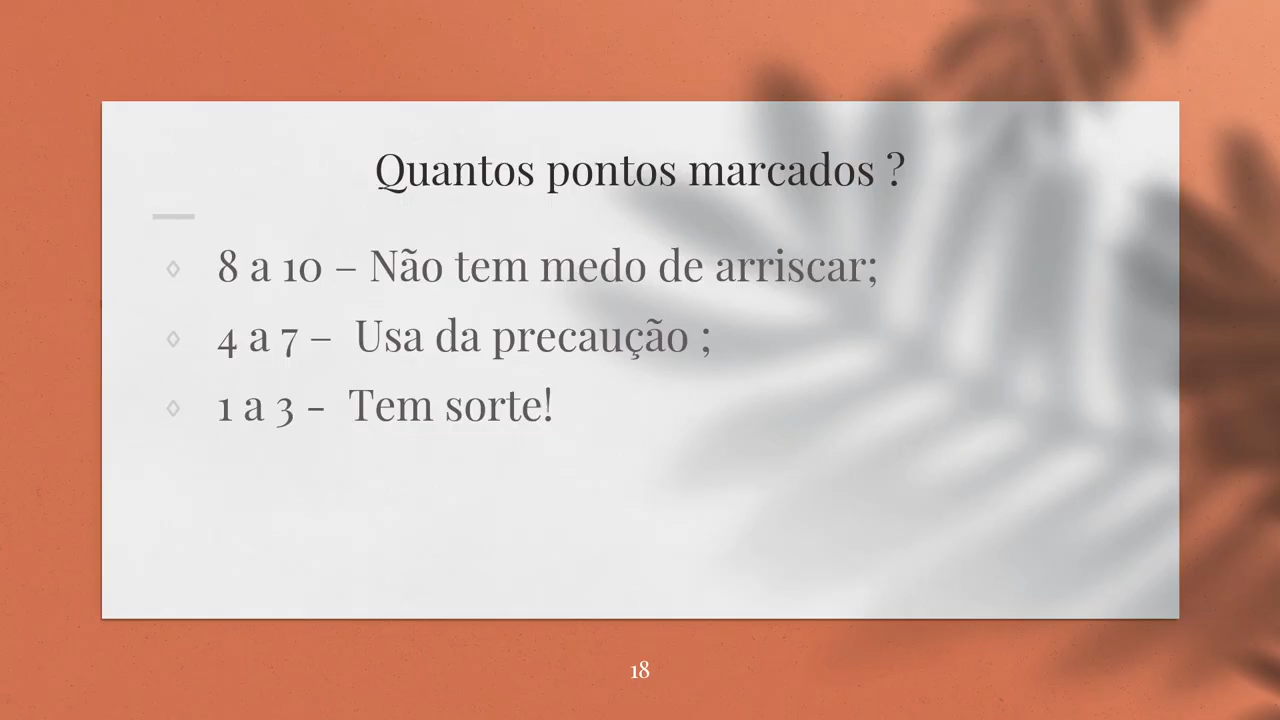 Quantos pontos marcados ?
8 a 10 – Não tem medo de arriscar;
4 a 7 – Usa da precaução ;
1 a 3 - Tem sorte!
18